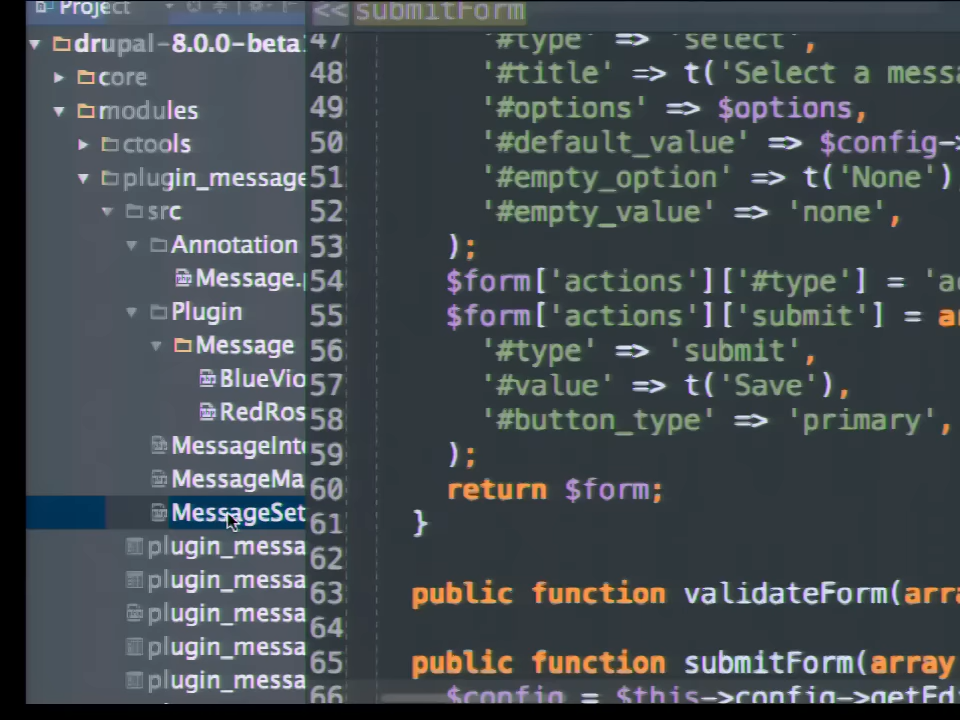 Project
<< submitForm
drupal-8.0.0-beta1
core
modules
ctools
plugin_message
src
Annotation
Message.
Plugin
Message
BlueVio
RedRos
MessageInte
MessageMa
MessageSet
plugin_messa
plugin_messa
plugin_messa
plugin_messa
plugin_messa
47 '#type' => 'select',
48 '#title' => t('Select a messa
49 '#options' => $options,
50 '#default_value' => $config->
51 '#empty_option' => t('None')
52 '#empty_value' => 'none',
53 );
54 $form['actions']['#type'] = 'ac
55 $form['actions']['submit'] = ar
56 '#type' => 'submit',
57 '#value' => t('Save'),
58 '#button_type' => 'primary',
59 );
60 return $form;
61 }
62
63 public function validateForm(arra
64
65 public function submitForm(array
66 $config = $this->config->getEd